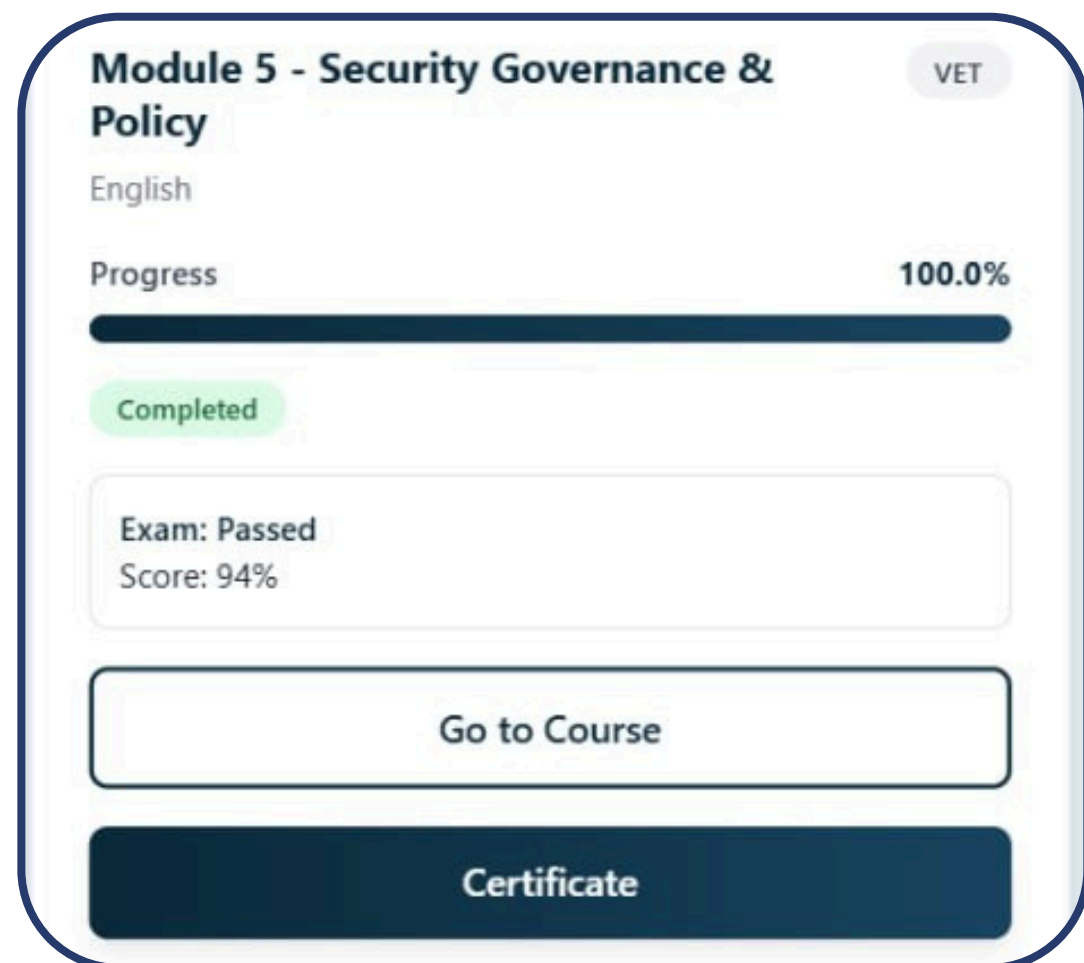 Module 5 - Security Governance &
Policy
VET
English
Progress
100.0%
Completed
Exam: Passed
Score: 94%
Go to Course
Certificate